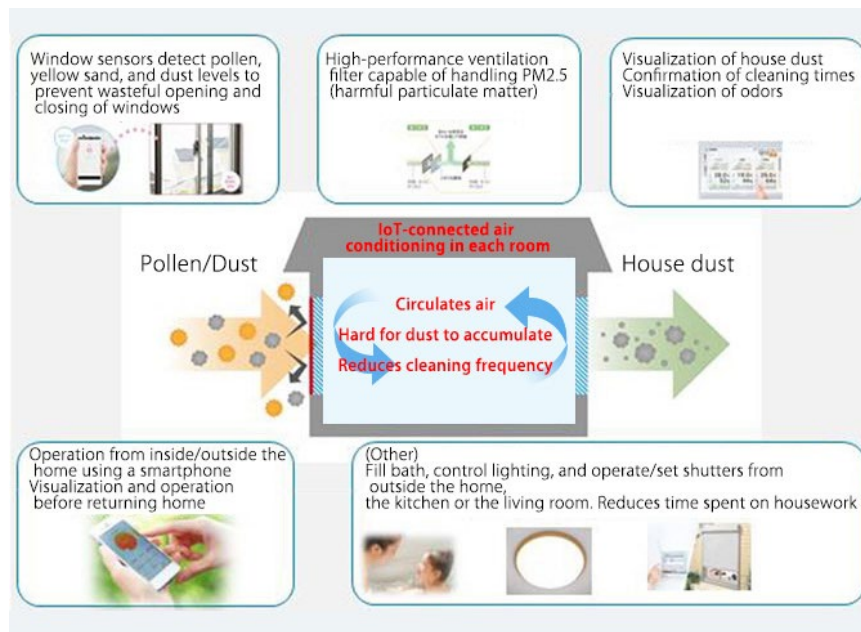 Window sensors detect pollen,
yellow sand, and dust levels to
prevent wasteful opening and
closing of windows
High-performance ventilation
filter capable of handling PM2.5
(harmful particulate matter)
Visualization of house dust
Confirmation of cleaning times
Visualization of odors
IoT-connected air
conditioning in each room
Pollen/Dust
House dust
Circulates air
Hard for dust to accumulate
Reduces cleaning frequency
Operation from inside/outside the
home using a smartphone
Visualization and operation
before returning home
(Other)
Fill bath, control lighting, and operate/set shutters from
outside the home,
the kitchen or the living room. Reduces time spent on housework